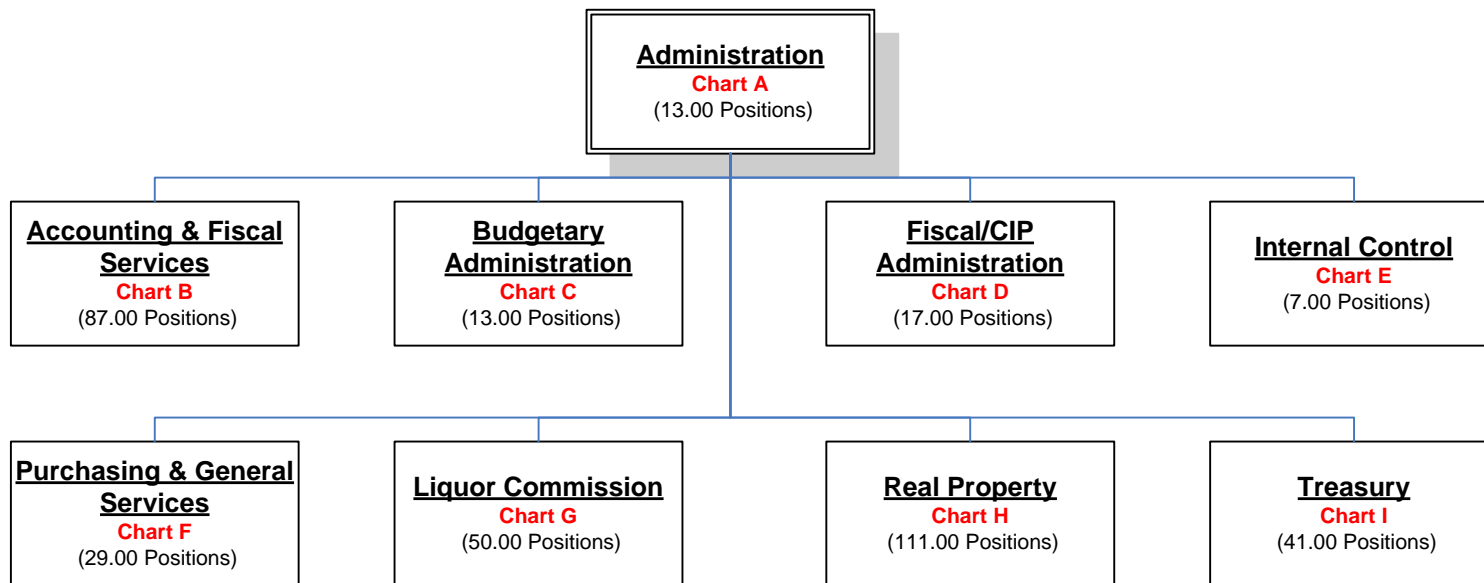 Administration
Chart A
(13.00 Positions)
Accounting & Fiscal
Services
Chart B
(87.00 Positions)
Budgetary
Administration
Chart C
(13.00 Positions)
Fiscal/CIP
Administration
Chart D
(17.00 Positions)
Internal Control
Chart E
(7.00 Positions)
Purchasing & General
Services
Chart F
(29.00 Positions)
Liquor Commission
Chart G
(50.00 Positions)
Real Property
Chart H
(111.00 Positions)
Treasury
Chart I
(41.00 Positions)